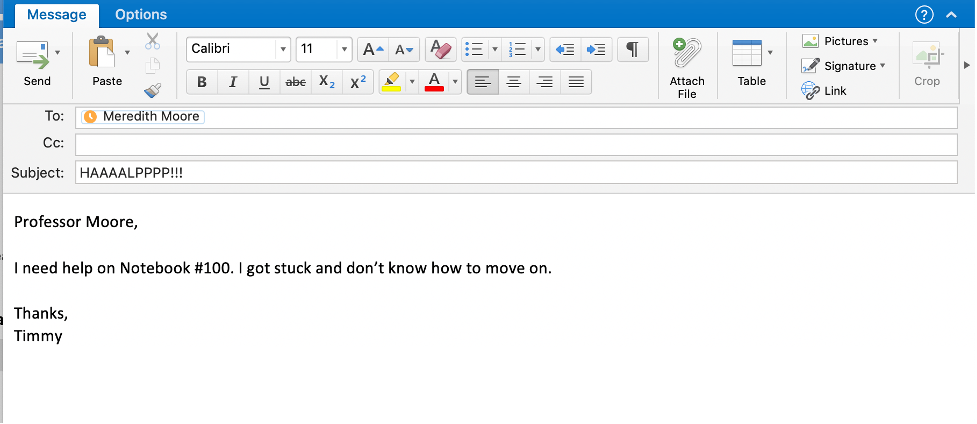 Message Options
Send
Paste
Calibri 11
A A A
B I U abc X2 X2 A
¶
Attach
File
Table
Pictures
Signature
Link
Crop
To: Meredith Moore
Cc:
Subject: HAAAALPPPP!!!
Professor Moore,
I need help on Notebook #100. I got stuck and don’t know how to move on.
Thanks,
Timmy